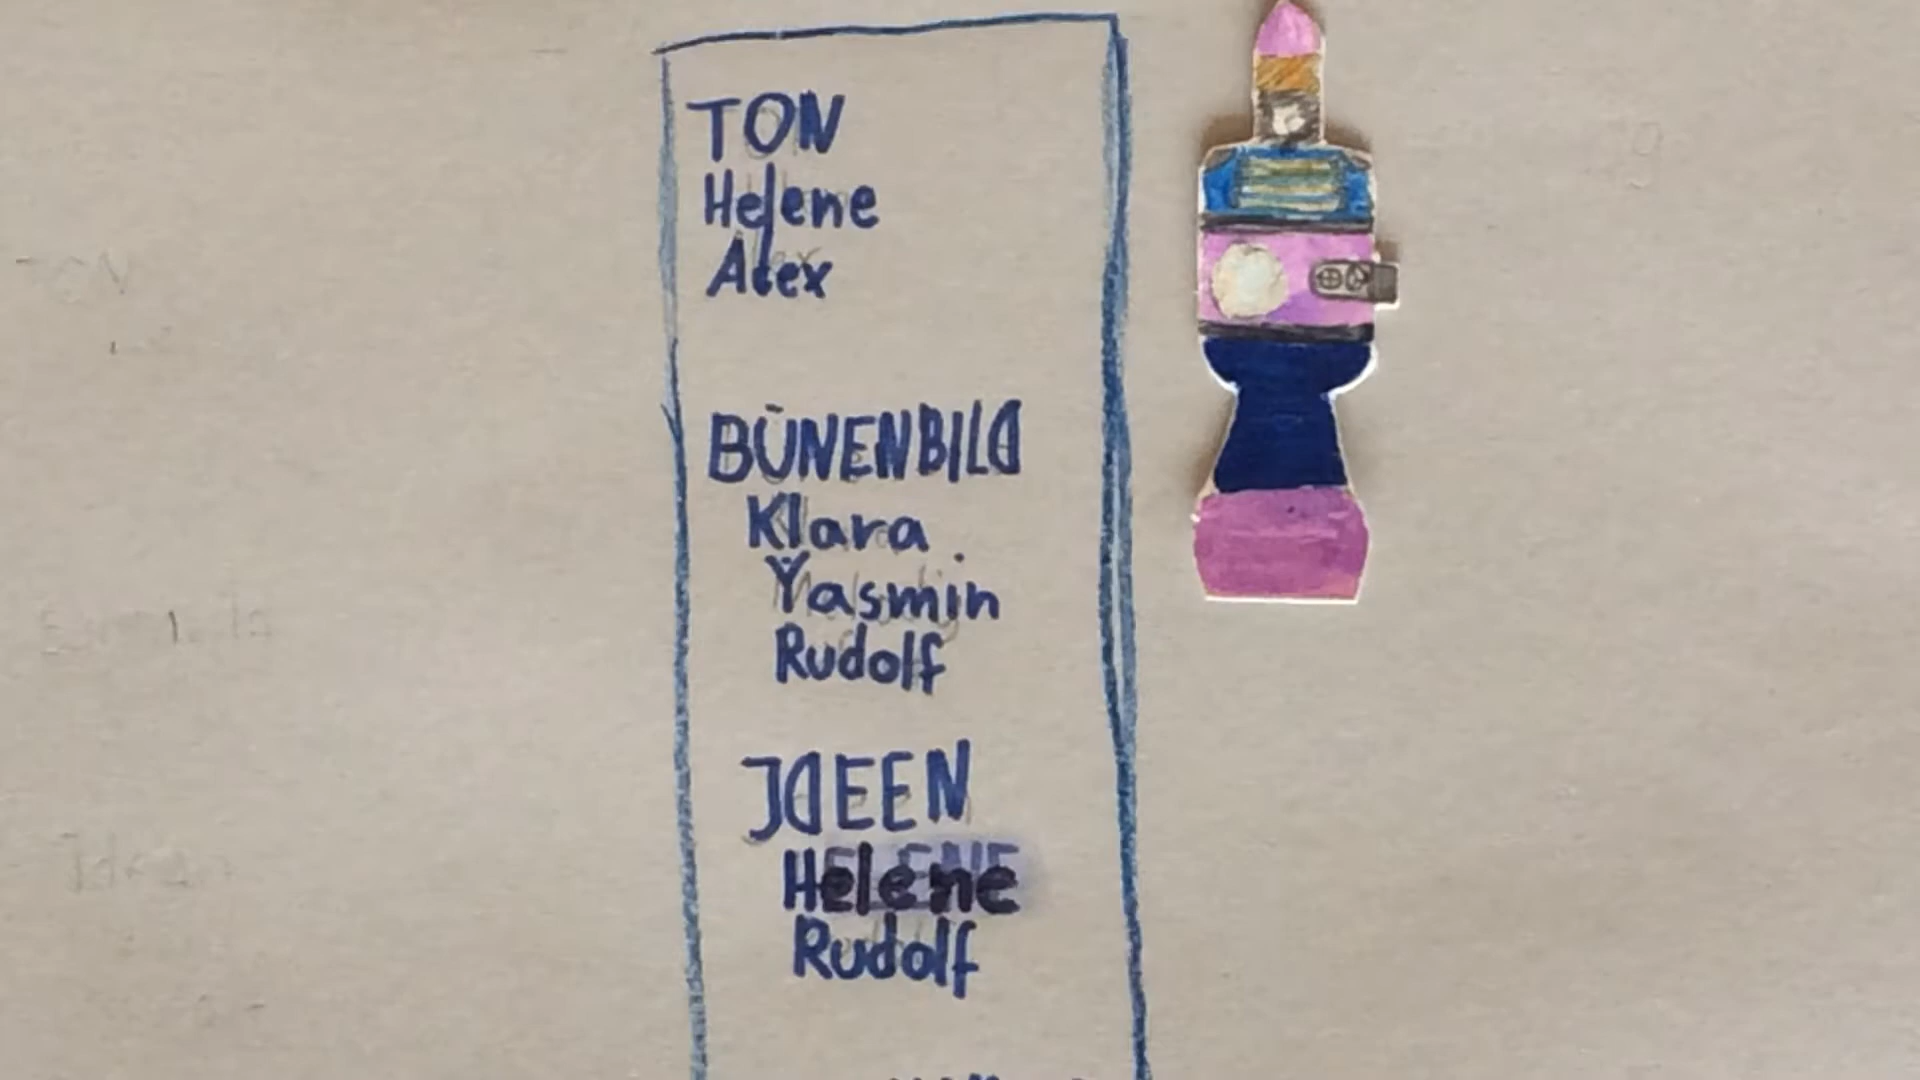 TON
Helene
Alex
BÜNENBILD
Klara
Yasmin
Rudolf
IDEEN
Helene
Rudolf